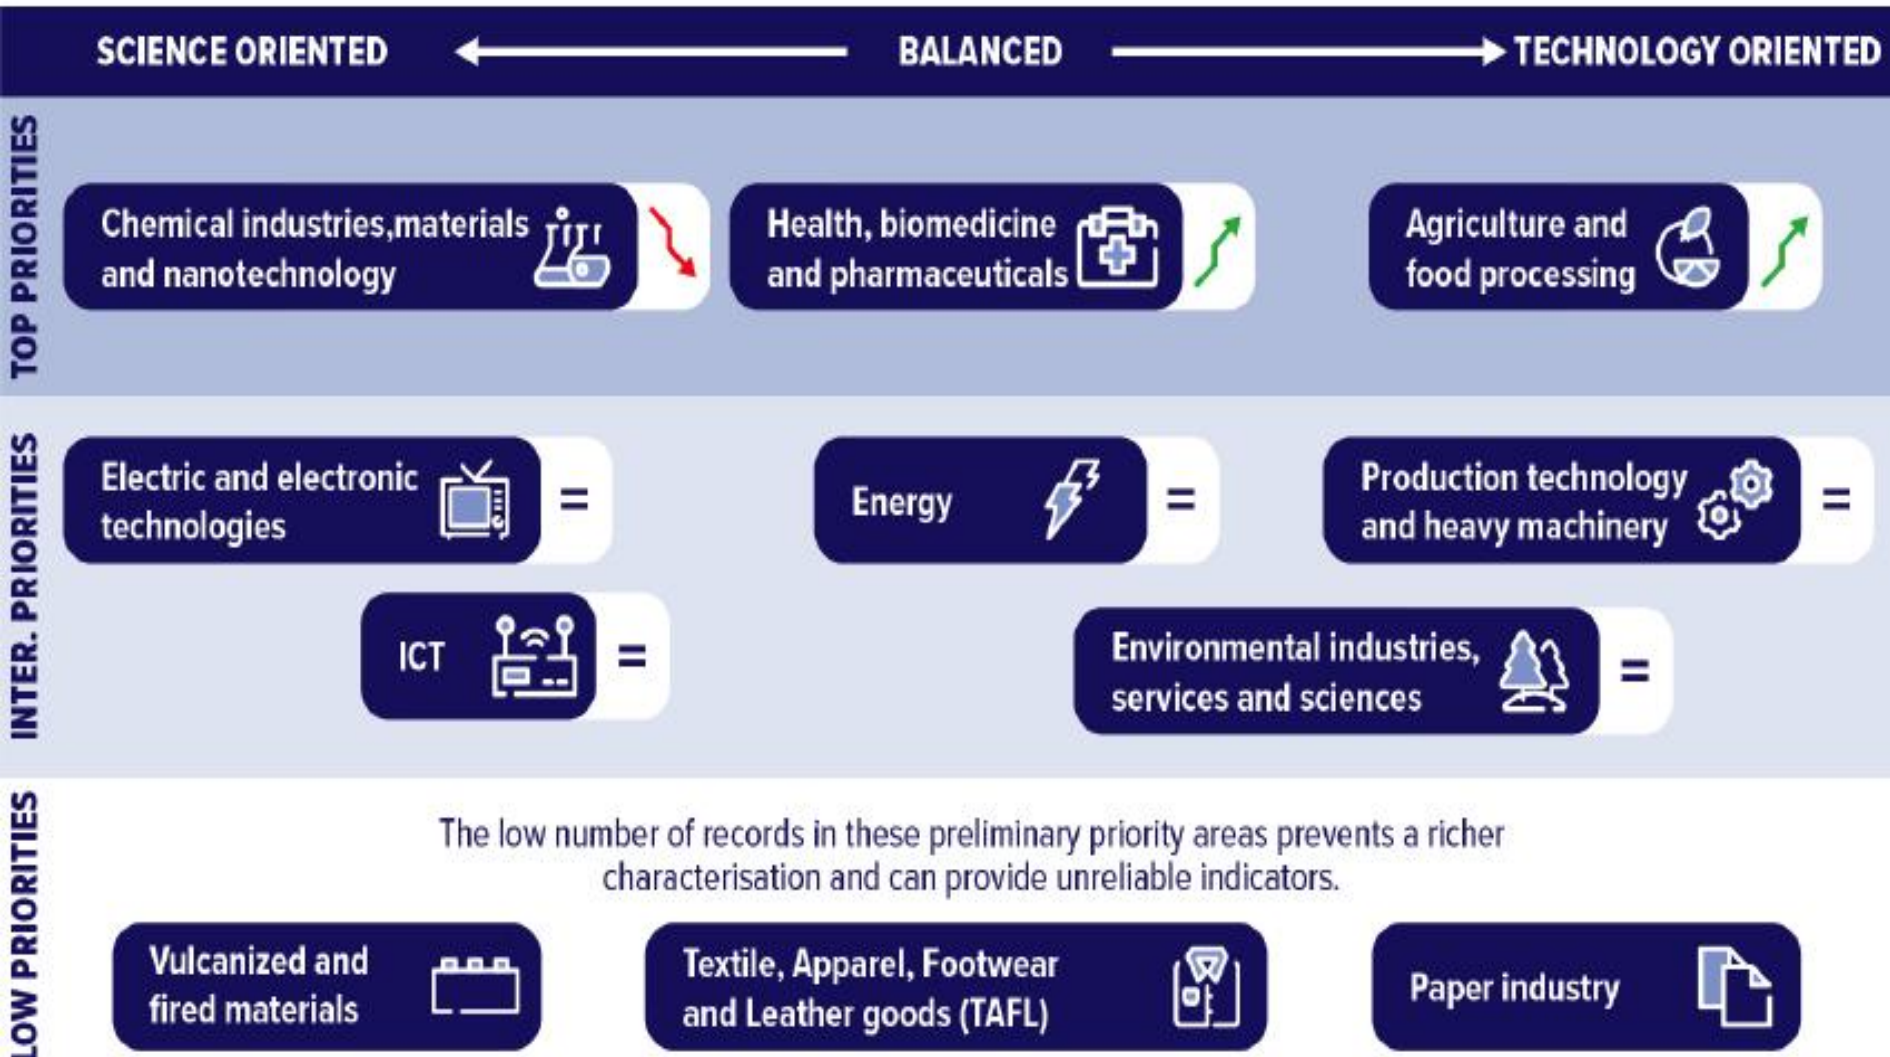 SCIENCE ORIENTED
BALANCED
TECHNOLOGY ORIENTED
TOP PRIORITIES
Chemical industries,materials
and nanotechnology
Health, biomedicine
and pharmaceuticals
Agriculture and
food processing
INTER. PRIORITIES
Electric and electronic
technologies
=
Energy
=
Production technology
and heavy machinery
=
ICT
=
Environmental industries,
services and sciences
=
LOW PRIORITIES
The low number of records in these preliminary priority areas prevents a richer
characterisation and can provide unreliable indicators.
Vulcanized and
fired materials
Textile, Apparel, Footwear
and Leather goods (TAFL)
Paper industry